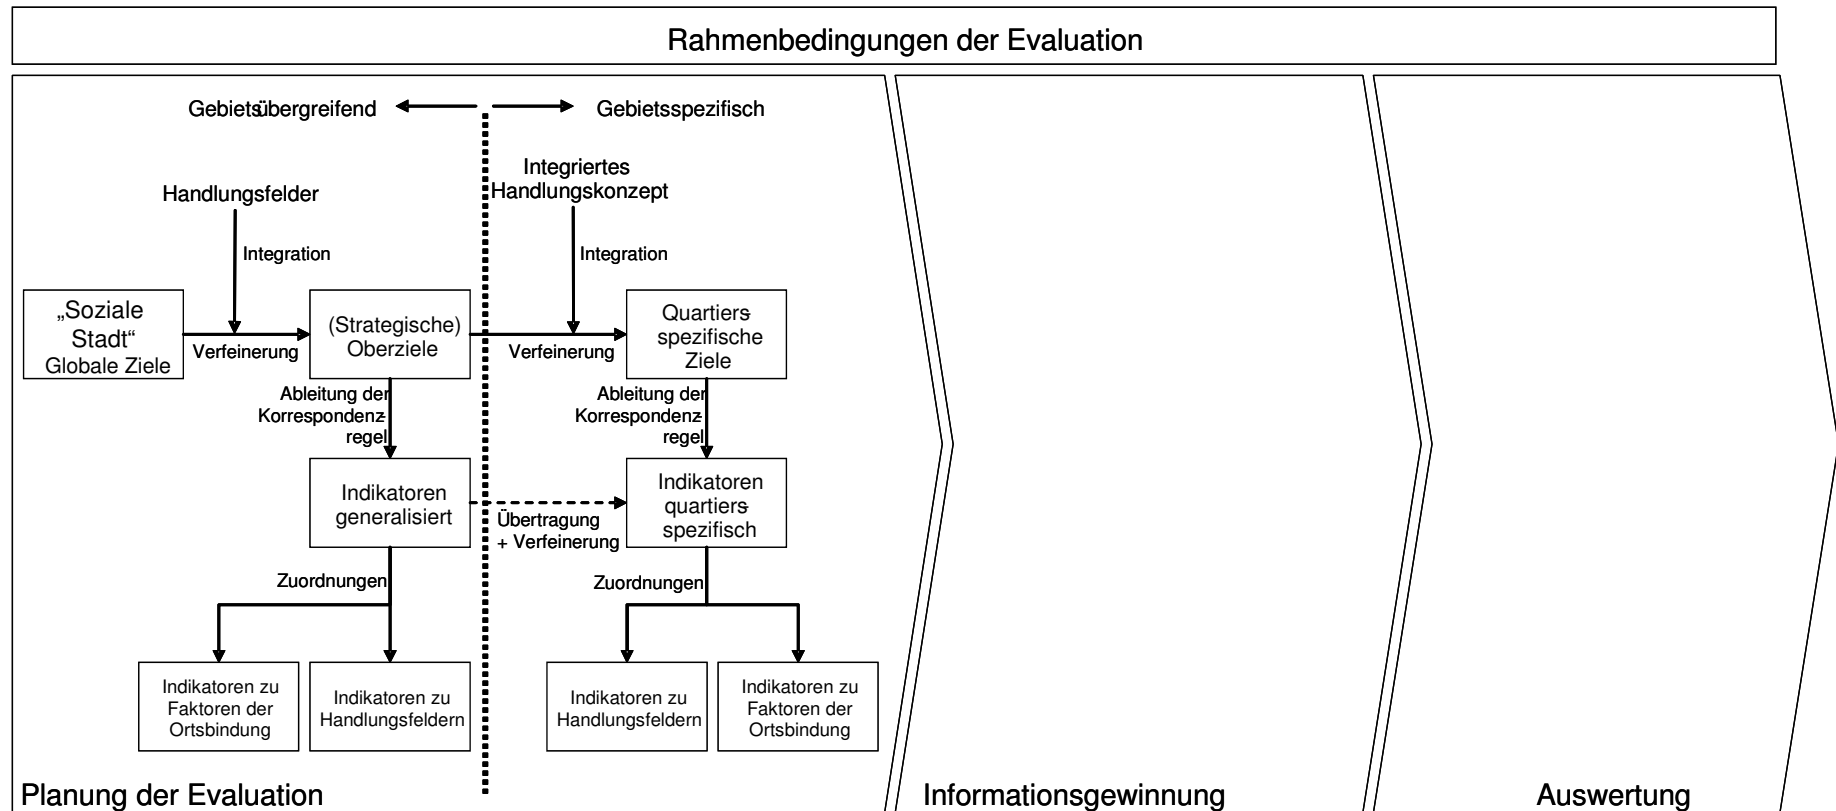 Rahmenbedingungen der Evaluation
Gebietsübergreifend
Gebietsspezifisch
Integriertes
Handlungskonzept
Handlungsfelder
Integration
Integration
„Soziale
Stadt“
Globale Ziele
Verfeinerung
(Strategische)
Oberziele
Verfeinerung
Quartiers-
spezifische
Ziele
Ableitung der
Korrespondenz-
regel
Ableitung der
Korrespondenz-
regel
Indikatoren
generalisiert
Übertragung
+ Verfeinerung
Indikatoren
quartiers-
spezifisch
Zuordnungen
Zuordnungen
Indikatoren zu
Faktoren der
Ortsbindung
Indikatoren zu
Handlungsfeldern
Indikatoren zu
Handlungsfeldern
Indikatoren zu
Faktoren der
Ortsbindung
Planung der Evaluation
Informationsgewinnung
Auswertung